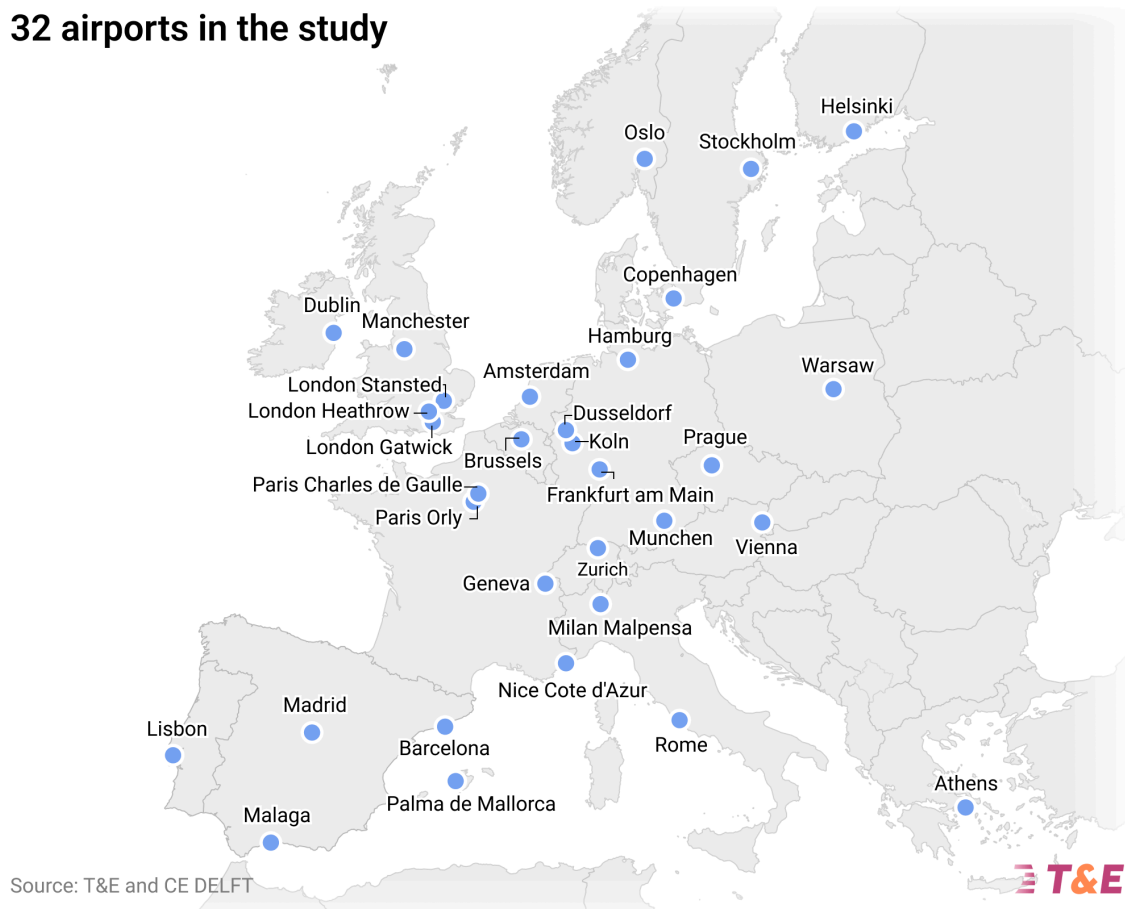 32 airports in the study
Helsinki
Oslo
Stockholm
Copenhagen
Dublin
Manchester
Hamburg
Warsaw
Amsterdam
London Stansted
London Heathrow
Dusseldorf
London Gatwick
Koln
Prague
Brussels
Paris Charles de Gaulle
Frankfurt am Main
Paris Orly
Munchen
Vienna
Zurich
Geneva
Milan Malpensa
Nice Cote d'Azur
Madrid
Lisbon
Barcelona
Rome
Athens
Palma de Mallorca
Malaga
Source: T&E and CE DELFT
T&E